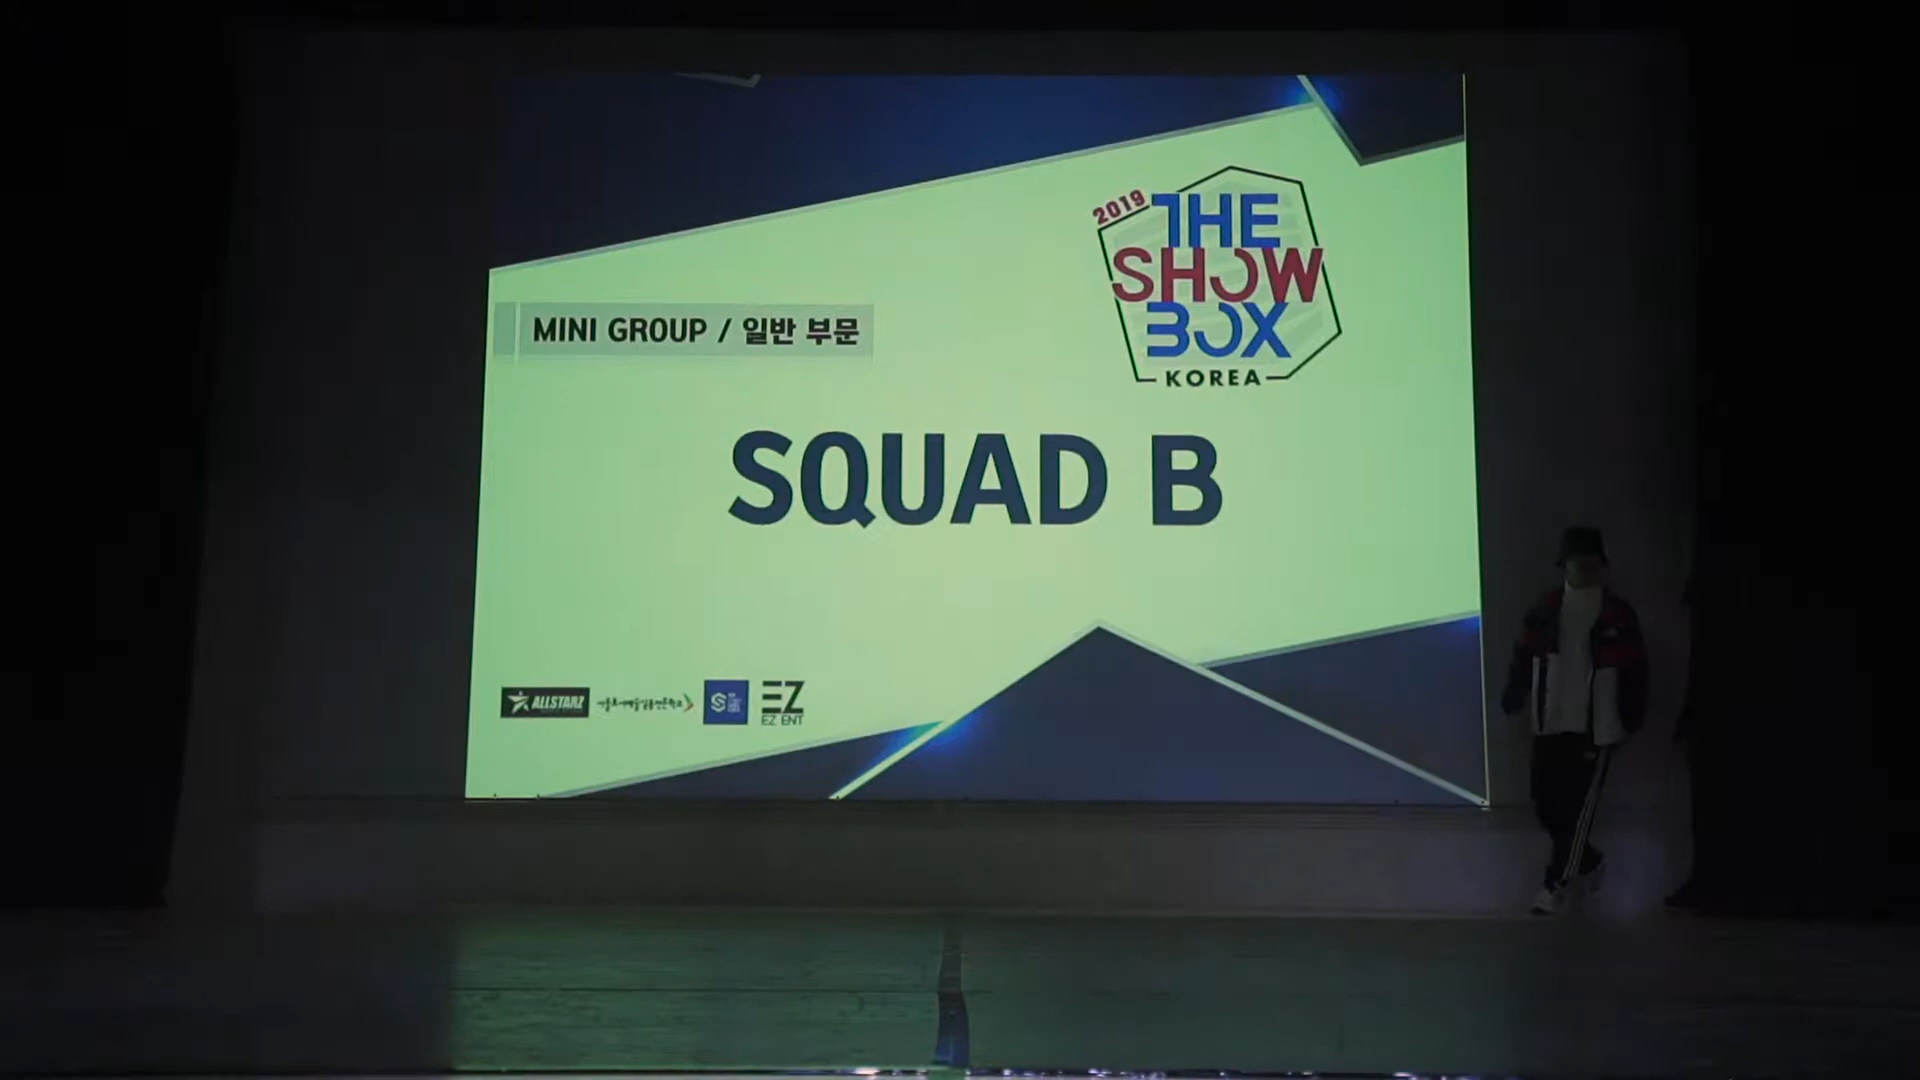 2019
THE
SHOW
BOX
KOREA
MINI GROUP / 일반 부문
SQUAD B
ALLSTARZ
EZ
EZ ENT